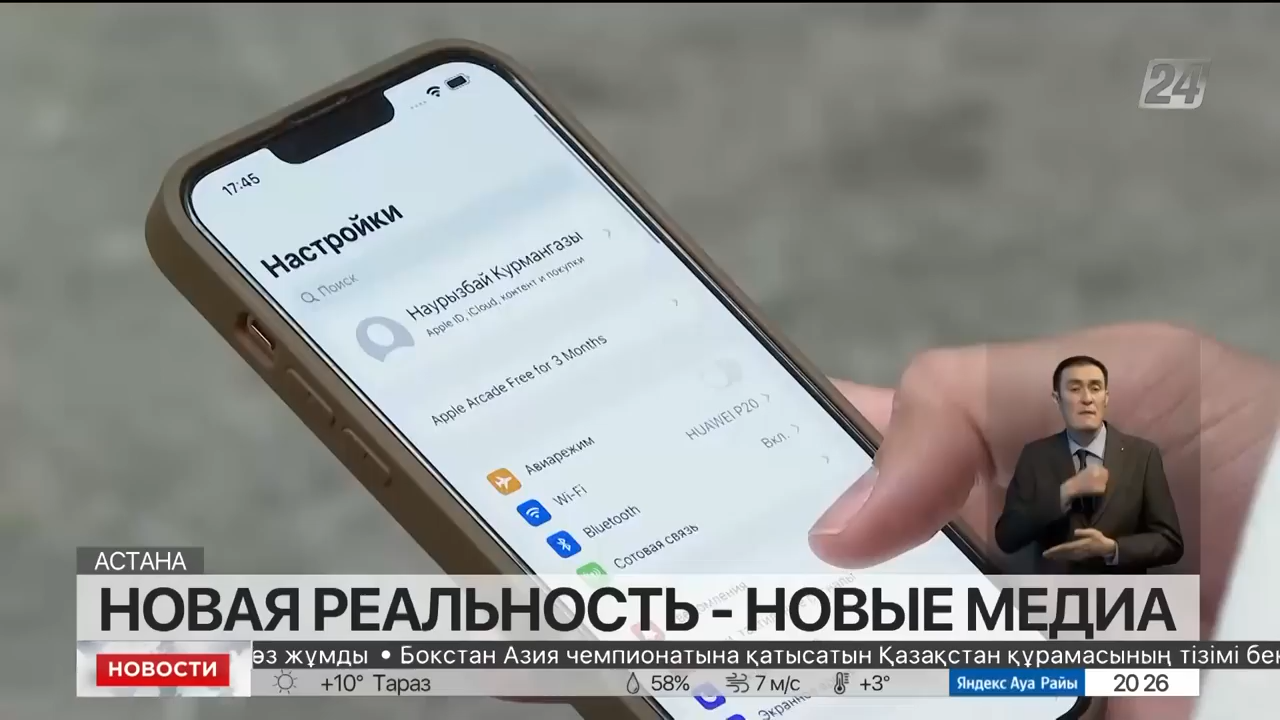 24
17:45
Настройки
Поиск
Наурызбай Курмангазы
Apple ID, iCloud, контент и покупки
Apple Arcade Free for 3 Months
Авиарежим
Wi-Fi HUAWEI P20
Bluetooth Вкл.
Сотовая связь
АСТАНА
НОВАЯ РЕАЛЬНОСТЬ - НОВЫЕ МЕДИА
НОВОСТИ
жұмды • Бокстан Азия чемпионатына қатысатын Қазақстан құрамасының тізімі
+10° Тараз 58% 7 м/с +3° Яндекс Ауа Райы 20 26